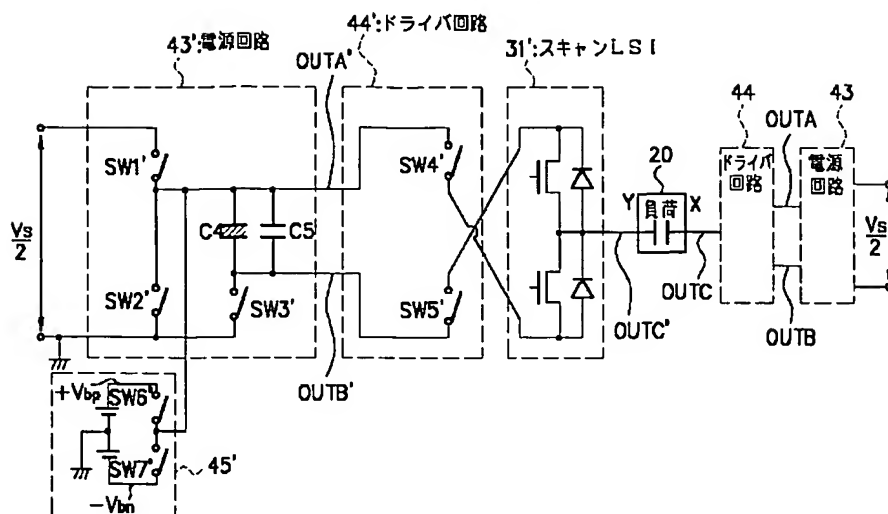 44':ドライバ回路
43':電源回路
OUTA'
31':スキャンLSI
44
43
OUTA
SW1'
SW4'
20
ドライバ
回路
電源
回路
Y
負荷
X
Vs
2
C4
C5
Vs
2
SW2'
SW3'
SW5'
OUTC
OUTC'
OUTB
OUTB'
+Vbp
SW6'
SW7'
45'
-Vbn